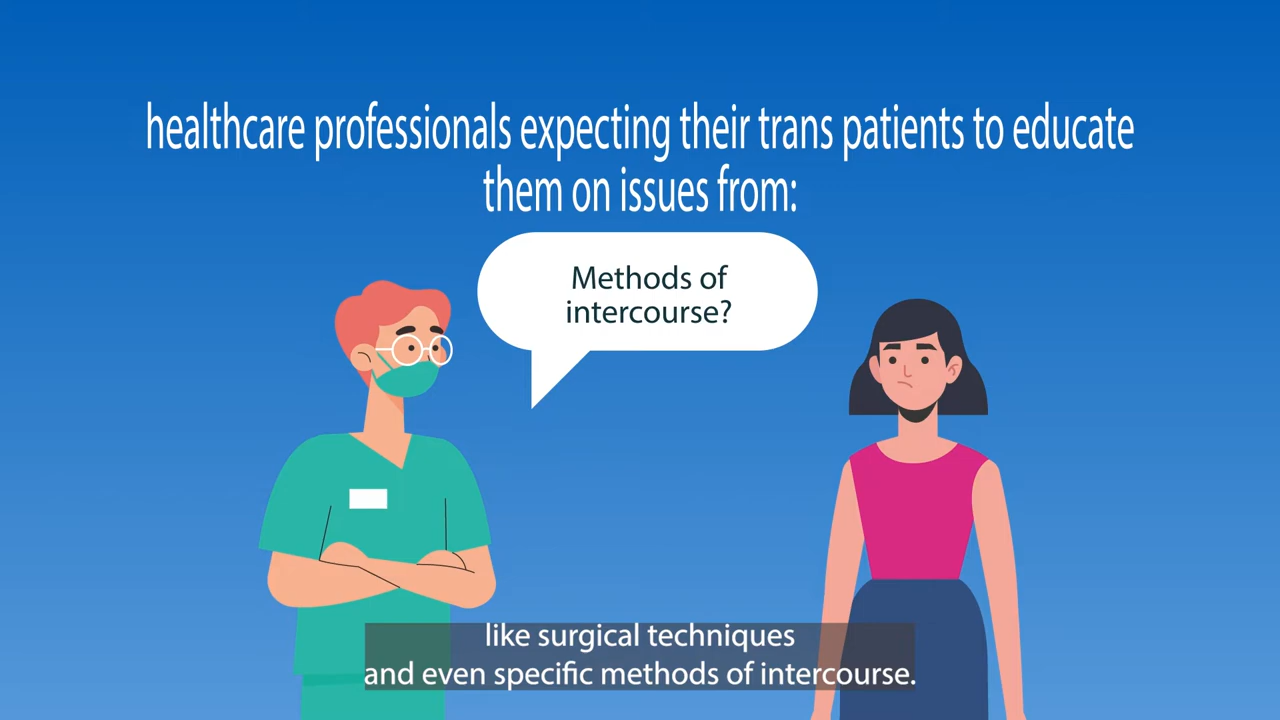 healthcare professionals expecting their trans patients to educate
them on issues from:
Methods of
intercourse?
like surgical techniques
and even specific methods of intercourse.